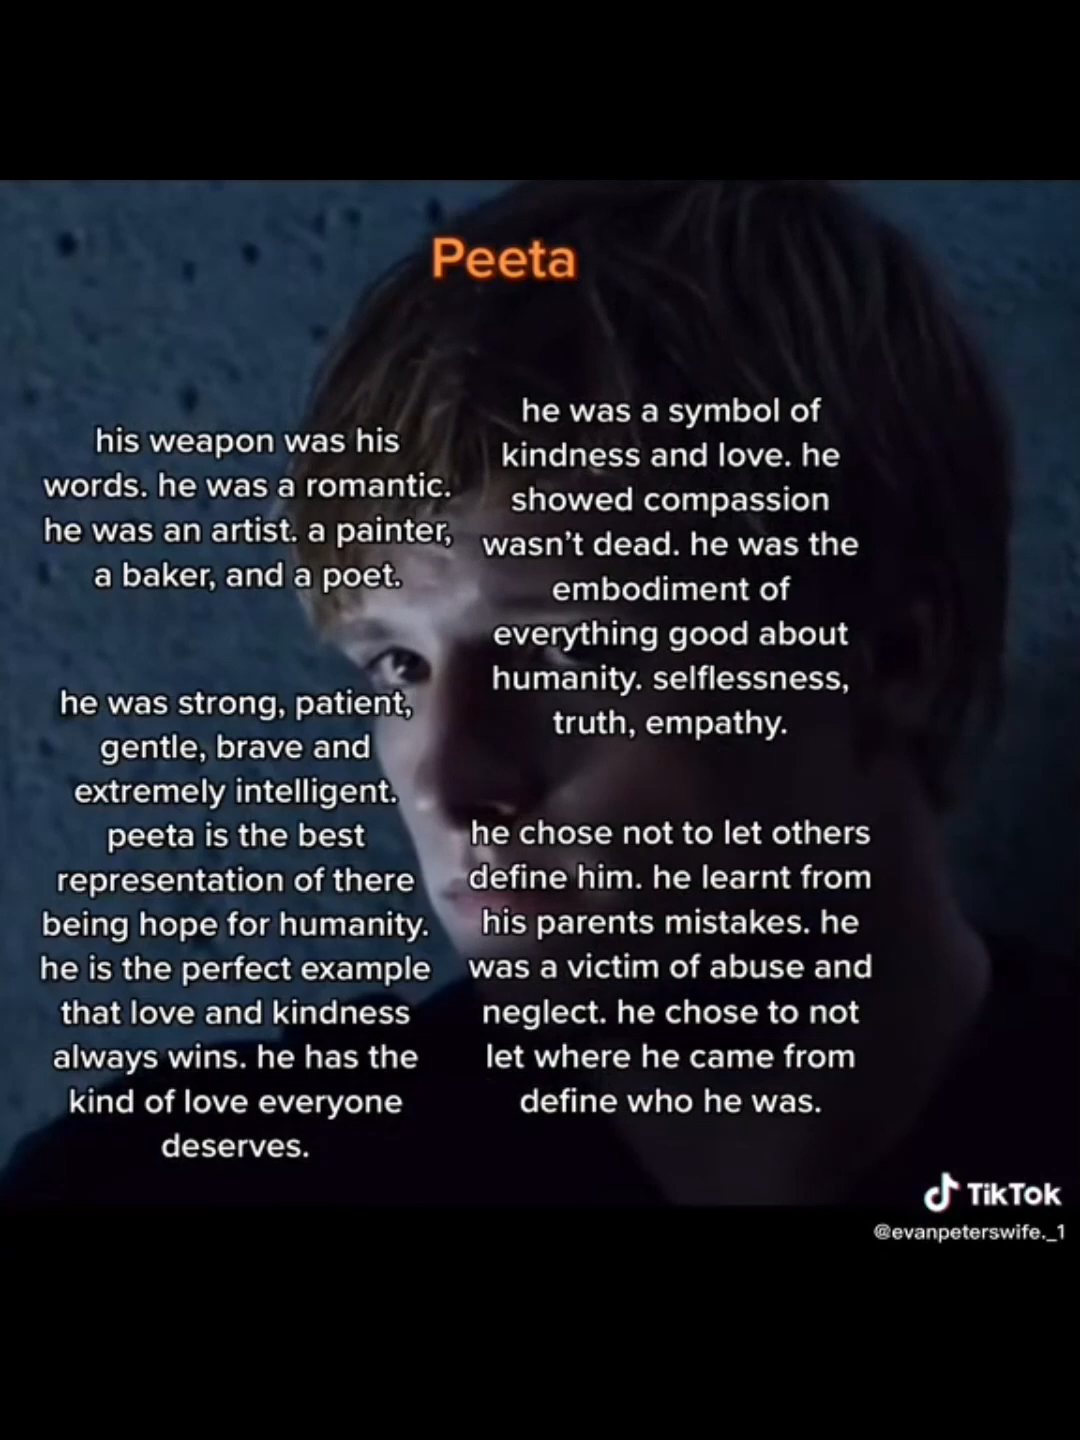 Peeta
his weapon was his
words. he was a romantic.
he was an artist. a painter,
a baker, and a poet.
he was a symbol of
kindness and love. he
showed compassion
wasn't dead. he was the
embodiment of
everything good about
humanity. selflessness,
truth, empathy.
he was strong, patient,
gentle, brave and
extremely intelligent.
peeta is the best
representation of there
being hope for humanity.
he is the perfect example
that love and kindness
always wins. he has the
kind of love everyone
deserves.
he chose not to let others
define him. he learnt from
his parents mistakes. he
was a victim of abuse and
neglect. he chose to not
let where he came from
define who he was.
TikTok
@evanpeterswife._1